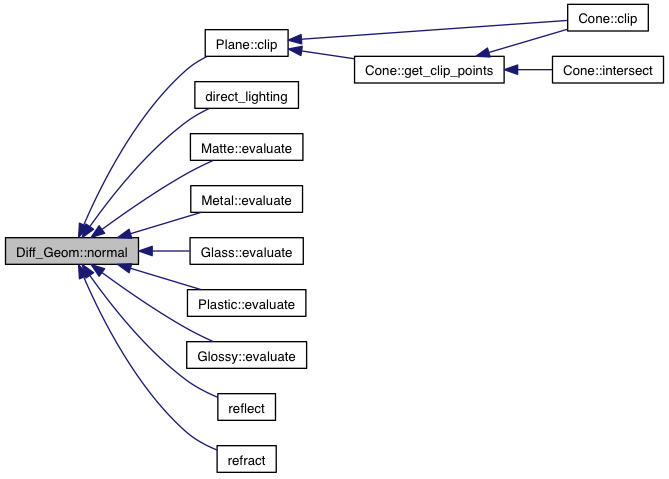 Cone::clip
Plane::clip
Cone::get_clip_points
Cone::intersect
direct_lighting
Matte::evaluate
Metal::evaluate
Diff_Geom::normal
Glass::evaluate
Plastic::evaluate
Glossy::evaluate
reflect
refract